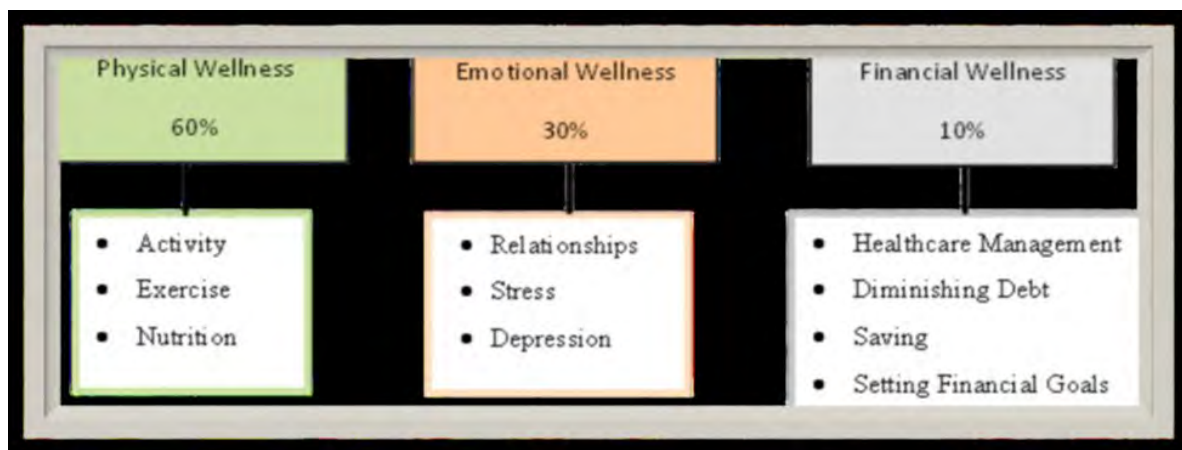 Physical Wellness
60%
• Activity
• Exercise
• Nutrition
Emotional Wellness
30%
• Relationships
• Stress
• Depression
Financial Wellness
10%
• Healthcare Management
• Diminishing Debt
• Saving
• Setting Financial Goals